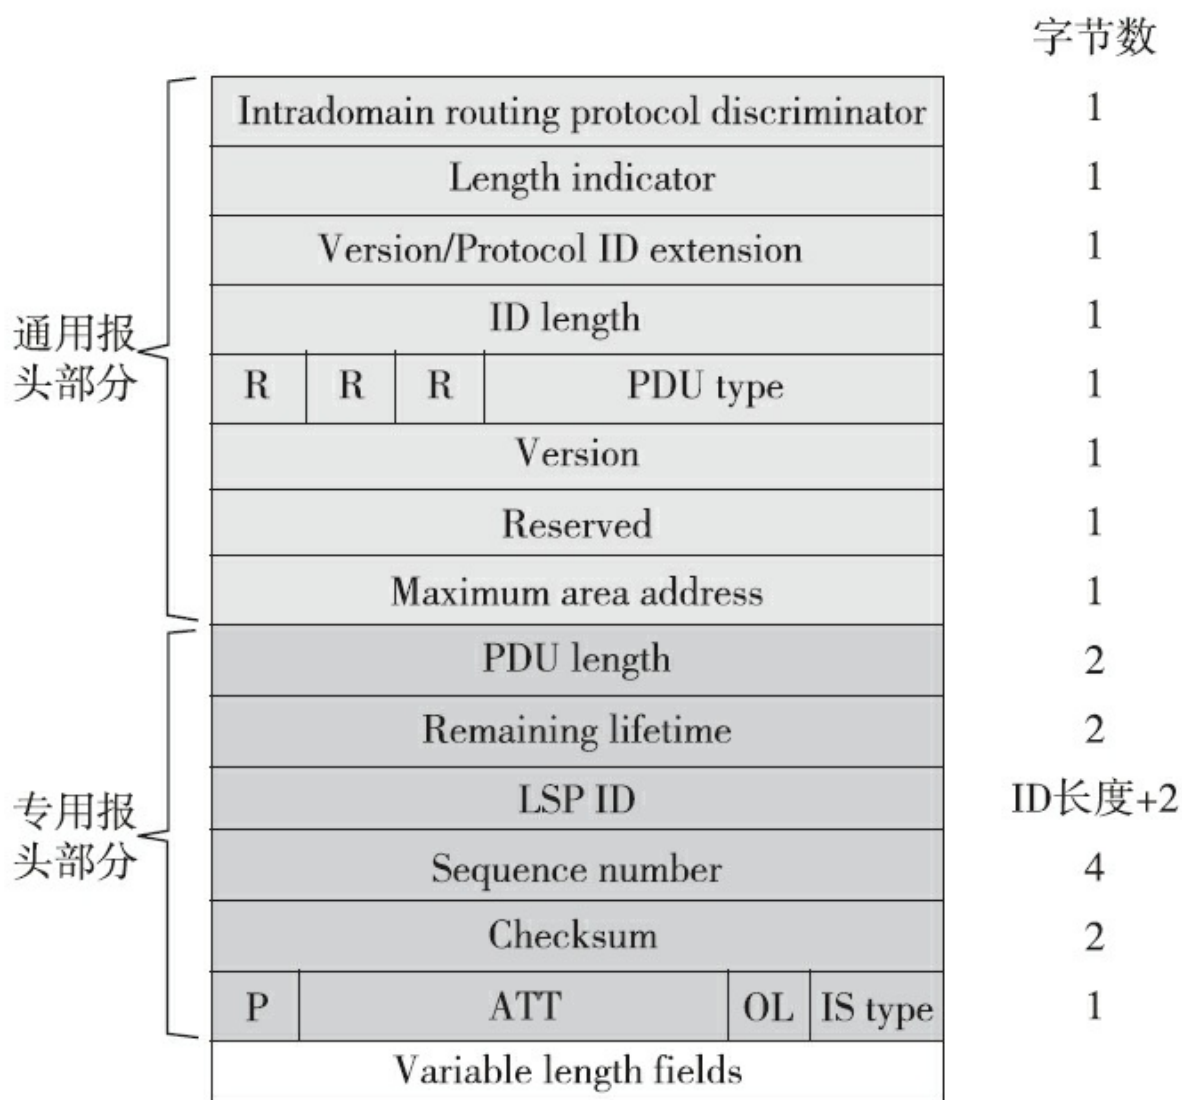 字节数
Intradomain routing protocol discriminator 1
Length indicator 1
Version/Protocol ID extension 1
ID length 1
通用报
头部分
R R R PDU type 1
Version 1
Reserved 1
Maximum area address 1
PDU length 2
Remaining lifetime 2
LSP ID ID长度+2
专用报
头部分
Sequence number 4
Checksum 2
P ATT OL IS type 1
Variable length fields